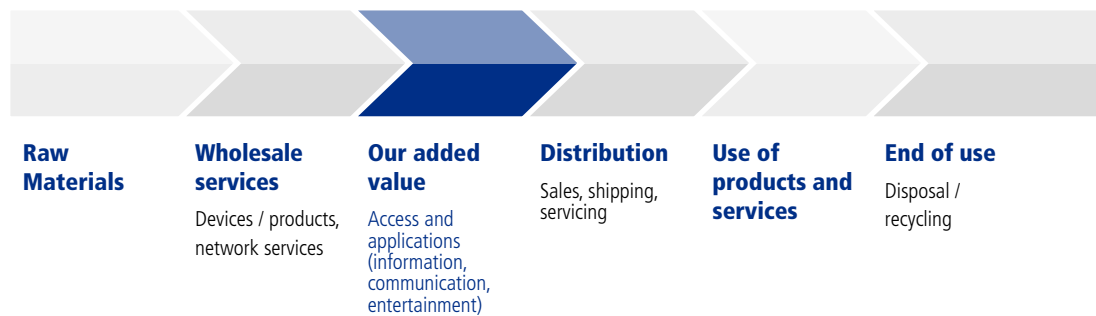 Raw
Materials
Wholesale
services
Devices / products,
network services
Our added
value
Access and
applications
(information,
communication,
entertainment)
Distribution
Sales, shipping,
servicing
Use of
products and
services
End of use
Disposal /
recycling